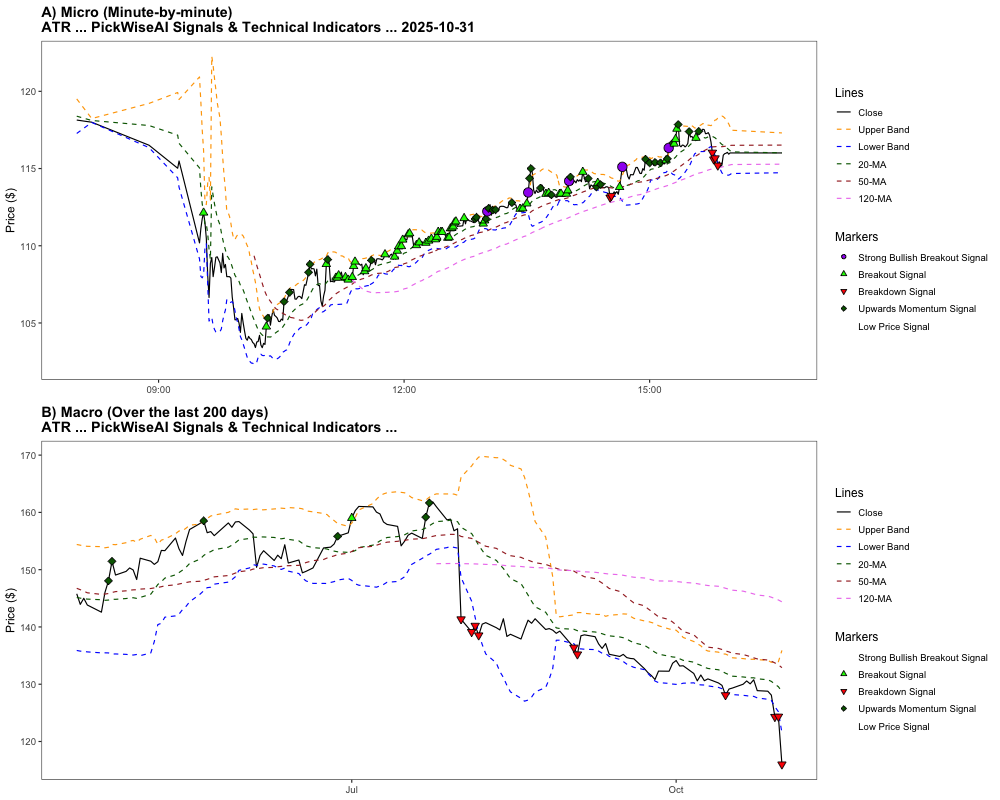 A) Micro (Minute-by-minute)
ATR ... PickWiseAI Signals & Technical Indicators ... 2025-10-31
Price ($)
120
115
110
105
09:00
12:00
15:00
Lines
Close
Upper Band
Lower Band
20-MA
50-MA
120-MA
Markers
Strong Bullish Breakout Signal
Breakout Signal
Breakdown Signal
Upwards Momentum Signal
Low Price Signal
B) Macro (Over the last 200 days)
ATR ... PickWiseAI Signals & Technical Indicators ...
Price ($)
170
160
150
140
130
120
Jul
Oct
Lines
Close
Upper Band
Lower Band
20-MA
50-MA
120-MA
Markers
Strong Bullish Breakout Signal
Breakout Signal
Breakdown Signal
Upwards Momentum Signal
Low Price Signal